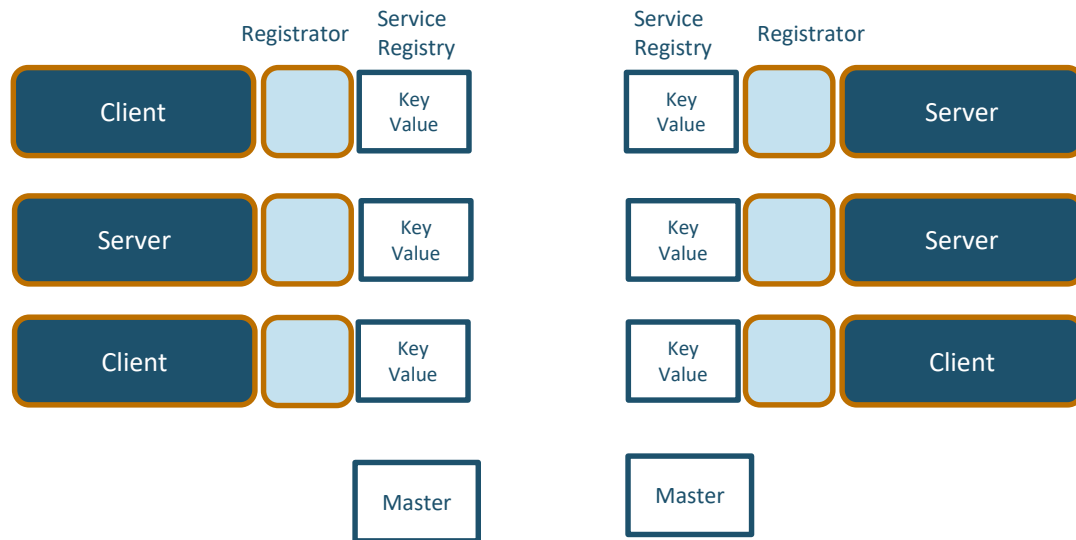 Service
Registry
Registrator
Service
Registry
Registrator
Client
Key
Value
Key
Value
Server
Server
Key
Value
Key
Value
Server
Client
Key
Value
Key
Value
Client
Master
Master